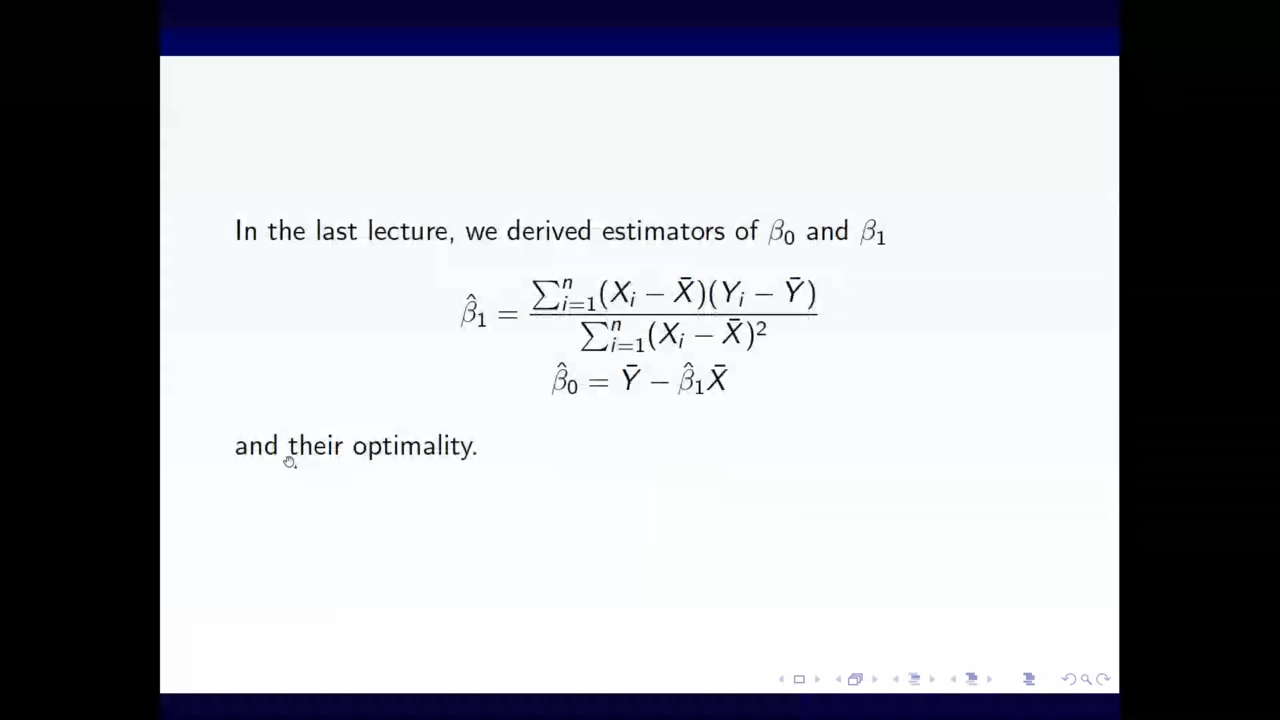 In the last lecture, we derived estimators of β₀ and β₁
β̂₁ = ∑ⁿᵢ₌₁(Xᵢ − X̄)(Yᵢ − Ȳ) / ∑ⁿᵢ₌₁(Xᵢ − X̄)²
β̂₀ = Ȳ − β̂₁X̄
and their optimality.